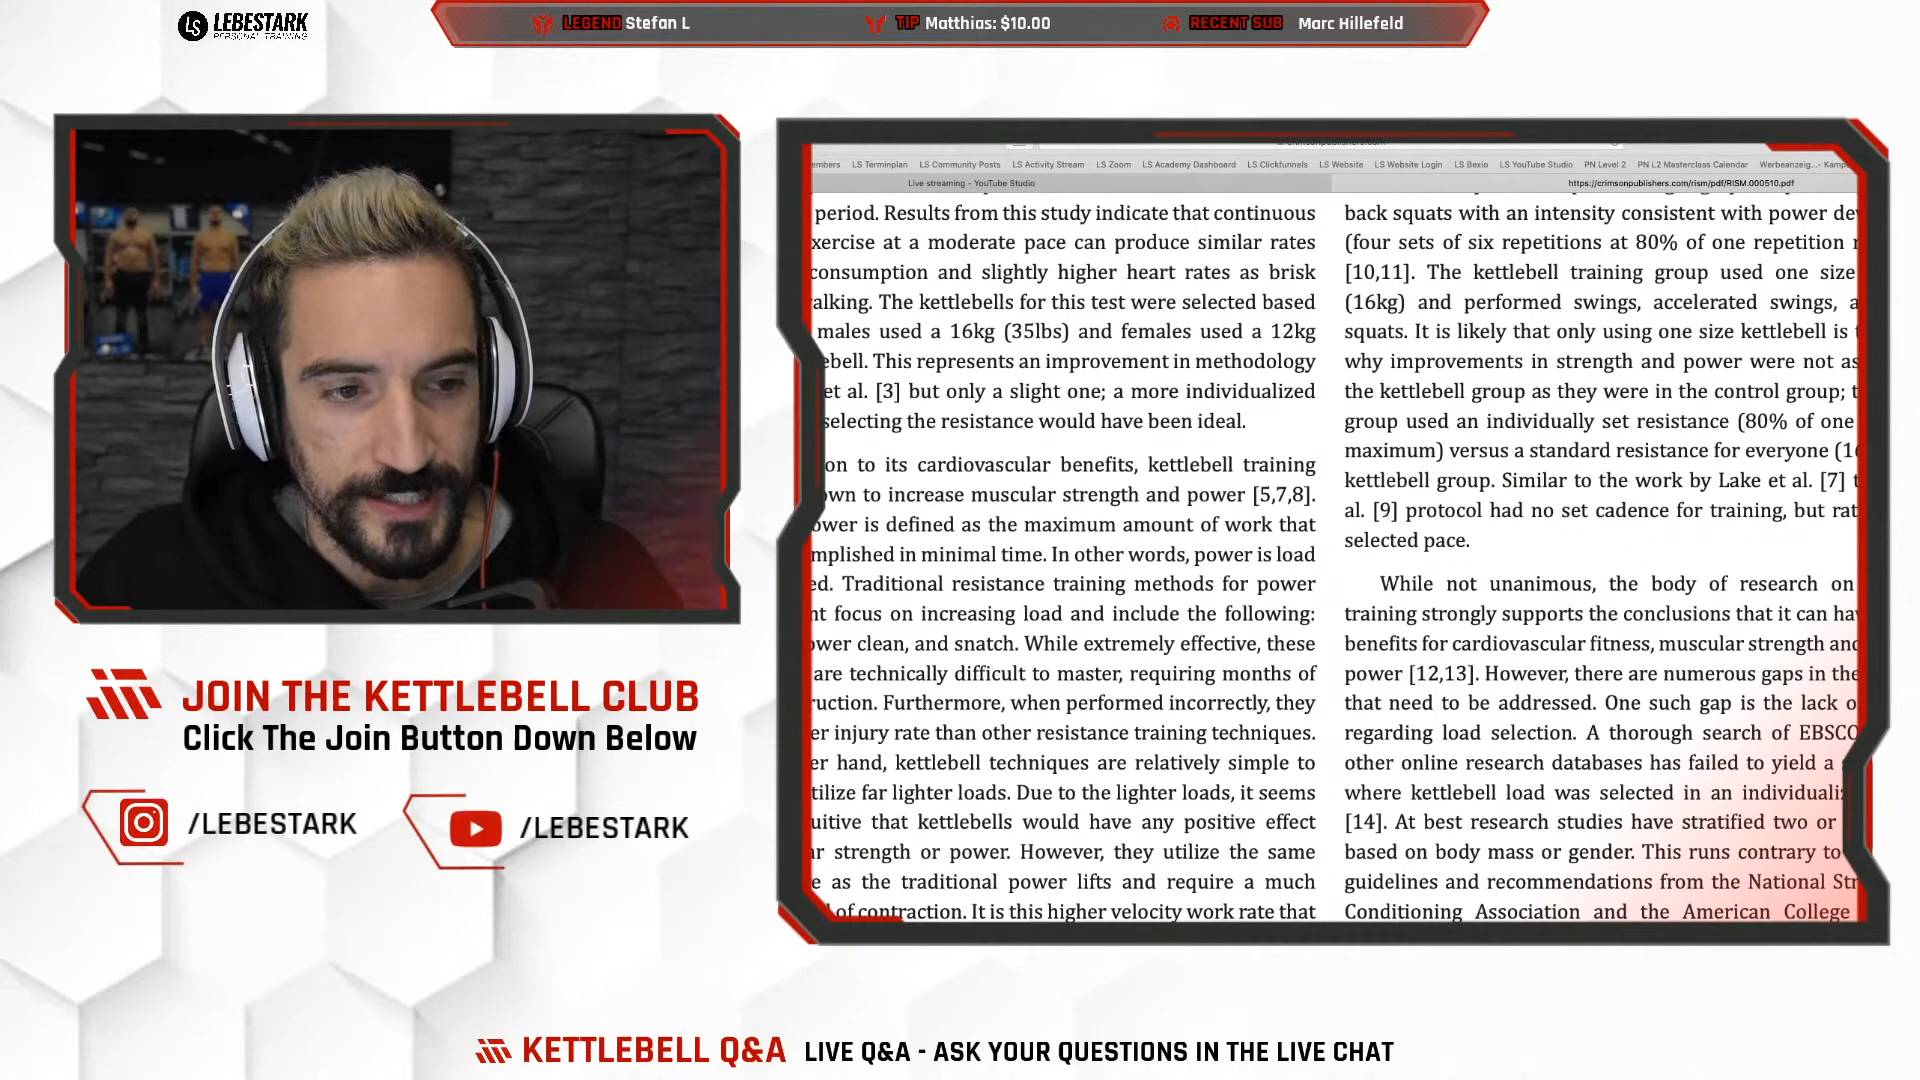 LS LEBESTARK
PERSONAL TRAINING
LEGEND Stefan L
TIP Matthias: $10.00
RECENT SUB Marc Hillefeld
LS Terminplan LS Community Posts LS Activity Stream LS Zoom LS Academy Dashboard LS Clickfunnels LS Website LS Website Login LS Bexio LS YouTube Studio PN Level 2 PN L2 Masterclass Calendar Werbeanzeig...- Kamp
Live streaming - YouTube Studio
https://crimsonpublishers.com/rism/pdf/RISM.000510.pdf
period. Results from this study indicate that continuous
xercise at a moderate pace can produce similar rates
consumption and slightly higher heart rates as brisk
alking. The kettlebells for this test were selected based
males used a 16kg (35lbs) and females used a 12kg
ebell. This represents an improvement in methodology
et al. [3] but only a slight one; a more individualized
selecting the resistance would have been ideal.
on to its cardiovascular benefits, kettlebell training
own to increase muscular strength and power [5,7,8].
ower is defined as the maximum amount of work that
mplished in minimal time. In other words, power is load
ed. Traditional resistance training methods for power
nt focus on increasing load and include the following:
ower clean, and snatch. While extremely effective, these
are technically difficult to master, requiring months of
ruction. Furthermore, when performed incorrectly, they
er injury rate than other resistance training techniques.
er hand, kettlebell techniques are relatively simple to
tilize far lighter loads. Due to the lighter loads, it seems
uitive that kettlebells would have any positive effect
ar strength or power. However, they utilize the same
e as the traditional power lifts and require a much
of contraction. It is this higher velocity work rate that
back squats with an intensity consistent with power dev
(four sets of six repetitions at 80% of one repetition
[10,11]. The kettlebell training group used one size
(16kg) and performed swings, accelerated swings, a
squats. It is likely that only using one size kettlebell is
why improvements in strength and power were not as
the kettlebell group as they were in the control group; t
group used an individually set resistance (80% of one
maximum) versus a standard resistance for everyone (1
kettlebell group. Similar to the work by Lake et al. [7] t
al. [9] protocol had no set cadence for training, but rat
selected pace.
While not unanimous, the body of research on
training strongly supports the conclusions that it can hav
benefits for cardiovascular fitness, muscular strength and
power [12,13]. However, there are numerous gaps in the
that need to be addressed. One such gap is the lack o
regarding load selection. A thorough search of EBSCO
other online research databases has failed to yield a
where kettlebell load was selected in an individualiz
[14]. At best research studies have stratified two or
based on body mass or gender. This runs contrary to
guidelines and recommendations from the National Str
Conditioning Association and the American College
JOIN THE KETTLEBELL CLUB
Click The Join Button Down Below
/LEBESTARK
/LEBESTARK
KETTLEBELL Q&A LIVE Q&A - ASK YOUR QUESTIONS IN THE LIVE CHAT